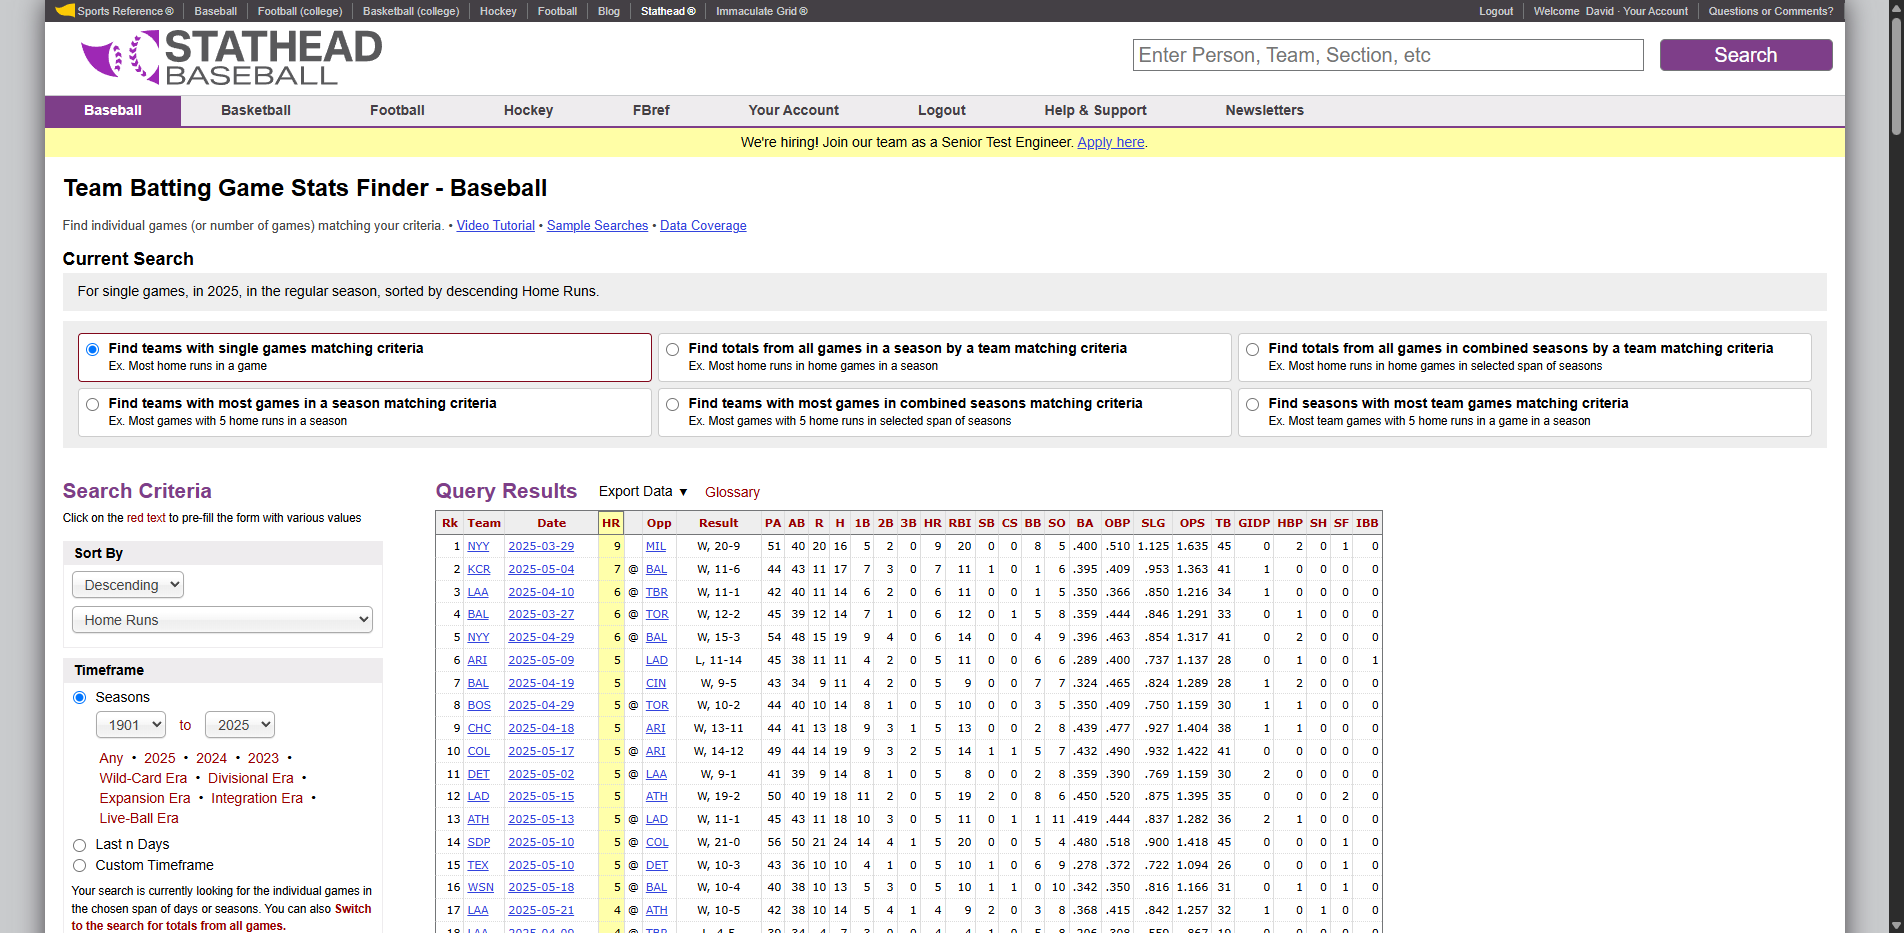 Sports Reference ® Baseball Football (college) Basketball (college) Hockey Football Blog Stathead ® Immaculate Grid ® Logout Welcome David · Your Account Questions or Comments?
STATHEAD
BASEBALL
Enter Person, Team, Section, etc Search
Baseball Basketball Football Hockey FBref Your Account Logout Help & Support Newsletters
We're hiring! Join our team as a Senior Test Engineer. Apply here.
Team Batting Game Stats Finder - Baseball
Find individual games (or number of games) matching your criteria. • Video Tutorial • Sample Searches • Data Coverage
Current Search
For single games, in 2025, in the regular season, sorted by descending Home Runs.
Find teams with single games matching criteria
Ex. Most home runs in a game
Find totals from all games in a season by a team matching criteria
Ex. Most home runs in home games in a season
Find totals from all games in combined seasons by a team matching criteria
Ex. Most home runs in home games in selected span of seasons
Find teams with most games in a season matching criteria
Ex. Most games with 5 home runs in a season
Find teams with most games in combined seasons matching criteria
Ex. Most games with 5 home runs in selected span of seasons
Find seasons with most team games matching criteria
Ex. Most team games with 5 home runs in a game in a season
Search Criteria
Click on the red text to pre-fill the form with various values
Sort By
Descending
Home Runs
Timeframe
Seasons
1901 to 2025
Any • 2025 • 2024 • 2023 •
Wild-Card Era • Divisional Era •
Expansion Era • Integration Era •
Live-Ball Era
Last n Days
Custom Timeframe
Your search is currently looking for the individual games in
the chosen span of days or seasons. You can also Switch
to the search for totals from all games.
Query Results Export Data ▼ Glossary
Rk Team Date HR Opp Result PA AB R H 1B 2B 3B HR RBI SB CS BB SO BA OBP SLG OPS TB GIDP HBP SH SF IBB
1 NYY 2025-03-29 9 MIL W, 20-9 51 40 20 16 5 2 0 9 20 0 0 8 5 .400 .510 1.125 1.635 45 0 2 0 1 0
2 KCR 2025-05-04 7 @ BAL W, 11-6 44 43 11 17 7 3 0 7 11 1 0 1 6 .395 .409 .953 1.363 41 1 0 0 0 0
3 LAA 2025-04-10 6 @ TBR W, 11-1 42 40 11 14 6 2 0 6 11 0 0 1 5 .350 .366 .850 1.216 34 1 0 0 0 0
4 BAL 2025-03-27 6 @ TOR W, 12-2 45 39 12 14 7 1 0 6 12 0 1 5 8 .359 .444 .846 1.291 33 0 1 0 0 0
5 NYY 2025-04-29 6 @ BAL W, 15-3 54 48 15 19 9 4 0 6 14 0 0 4 9 .396 .463 .854 1.317 41 0 2 0 0 0
6 ARI 2025-05-09 5 LAD L, 11-14 45 38 11 11 4 2 0 5 11 0 0 6 6 .289 .400 .737 1.137 28 0 1 0 0 1
7 BAL 2025-04-19 5 CIN W, 9-5 43 34 9 11 4 2 0 5 9 0 0 7 7 .324 .465 .824 1.289 28 1 2 0 0 0
8 BOS 2025-04-29 5 @ TOR W, 10-2 44 40 10 14 8 1 0 5 10 0 0 3 5 .350 .409 .750 1.159 30 1 1 0 0 0
9 CHC 2025-04-18 5 ARI W, 13-11 44 41 13 18 9 3 1 5 13 0 0 2 8 .439 .477 .927 1.404 38 1 1 0 0 0
10 COL 2025-05-17 5 @ ARI W, 14-12 49 44 14 19 9 3 2 5 14 1 1 5 7 .432 .490 .932 1.422 41 0 0 0 0 0
11 DET 2025-05-02 5 @ LAA W, 9-1 41 39 9 14 8 1 0 5 8 0 0 2 8 .359 .390 .769 1.159 30 2 0 0 0 0
12 LAD 2025-05-15 5 ATH W, 19-2 50 40 19 18 11 2 0 5 19 2 0 8 6 .450 .520 .875 1.395 35 0 0 0 2 0
13 ATH 2025-05-13 5 @ LAD W, 11-1 45 43 11 18 10 3 0 5 11 0 1 1 11 .419 .444 .837 1.282 36 2 1 0 0 0
14 SDP 2025-05-10 5 @ COL W, 21-0 56 50 21 24 14 4 1 5 20 0 0 5 4 .480 .518 .900 1.418 45 0 0 0 1 0
15 TEX 2025-05-10 5 @ DET W, 10-3 43 36 10 10 4 1 0 5 10 1 0 6 9 .278 .372 .722 1.094 26 0 0 0 1 0
16 WSN 2025-05-18 5 @ BAL W, 10-4 40 38 10 13 5 3 0 5 10 1 1 0 10 .342 .350 .816 1.166 31 0 1 0 1 0
17 LAA 2025-05-21 4 @ ATH W, 10-5 42 38 10 14 5 4 1 4 9 2 0 3 8 .368 .415 .842 1.257 32 1 0 1 0 0